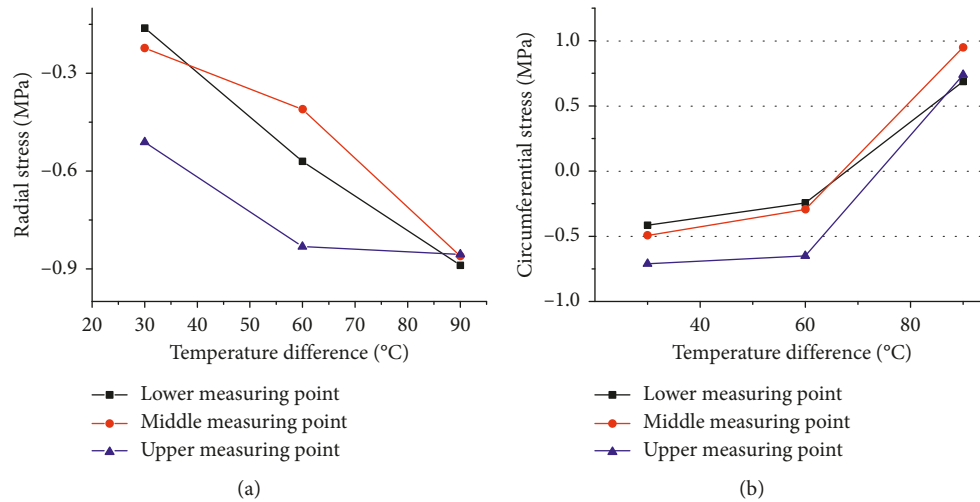 Radial stress (MPa)
−0.3
−0.6
−0.9
20 30 40 50 60 70 80 90
Temperature difference (°C)
Lower measuring point
Middle measuring point
Upper measuring point
(a)
Circumferential stress (MPa)
1.0
0.5
0.0
−0.5
−1.0
40 60 80
Temperature difference (°C)
Lower measuring point
Middle measuring point
Upper measuring point
(b)